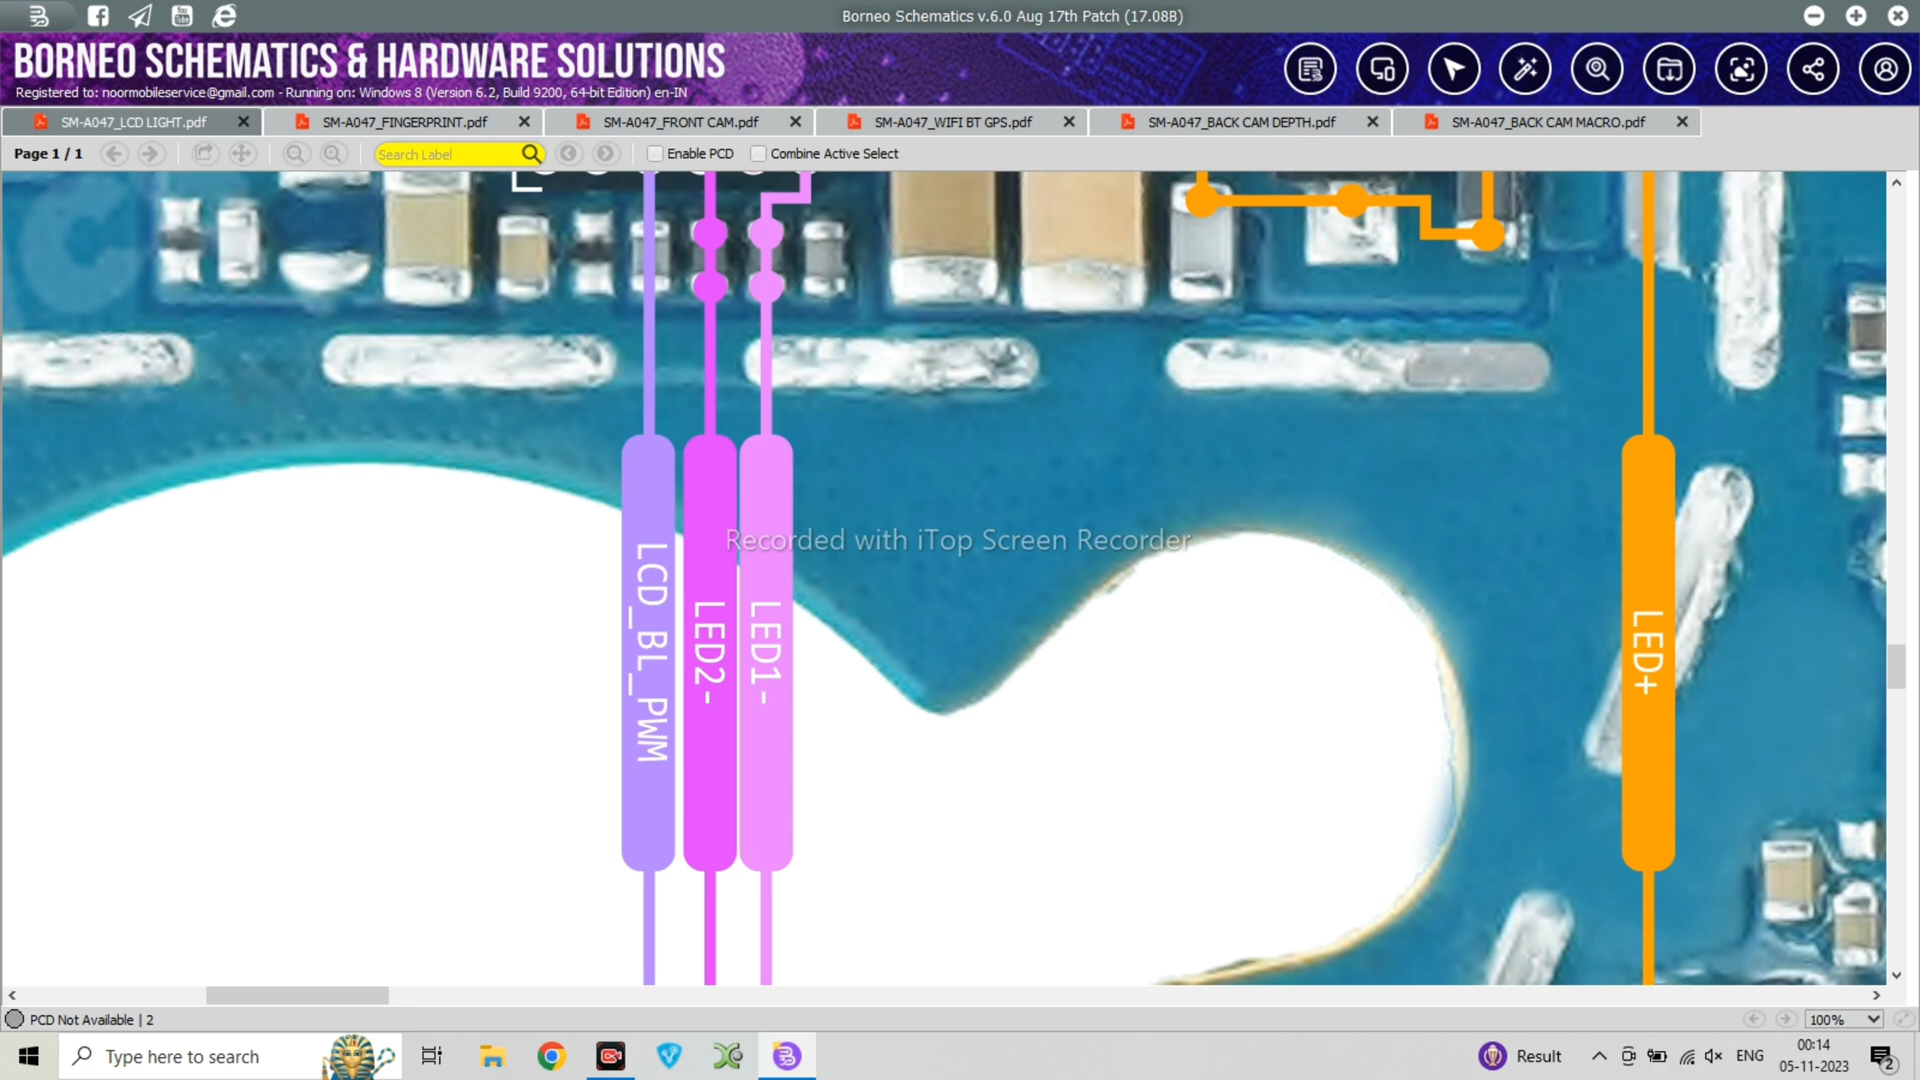 Borneo Schematics v.6.0 Aug 17th Patch (17.08B)
BORNEO SCHEMATICS & HARDWARE SOLUTIONS
Registered to: noormobileservice@gmail.com - Running on: Windows 8 (Version 6.2, Build 9200, 64-bit Edition) en-IN
SM-A047_LCD LIGHT.pdf
SM-A047_FINGERPRINT.pdf
SM-A047_FRONT CAM.pdf
SM-A047_WIFI BT GPS.pdf
SM-A047_BACK CAM DEPTH.pdf
SM-A047_BACK CAM MACRO.pdf
Page 1 / 1
Search Label
Enable PCD
Combine Active Select
Recorded with iTop Screen Recorder
LCD_BL_PWM
LED2-
LED1-
LED+
PCD Not Available | 2
100%
Type here to search
Result
ENG
00:14
05-11-2023
2